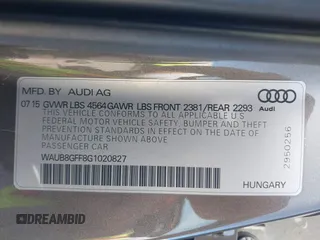 MFD. BY AUDI AG
07.15 GVWR LBS 4564 GAWR LBS FRONT 2381/REAR 2293
THIS VEHICLE CONFORMS TO ALL APPLICABLE
U.S. FEDERAL MOTOR VEHICLE SAFETY,
BUMPER AND THEFT
PREVENTION STANDARDS IN EFFECT ON THE DATE OF
MANUFACTURE SHOWN ABOVE.
PASSENGER CAR
WAUB8GFF8G1020827
HUNGARY
Audi
2950256
DREAMBID